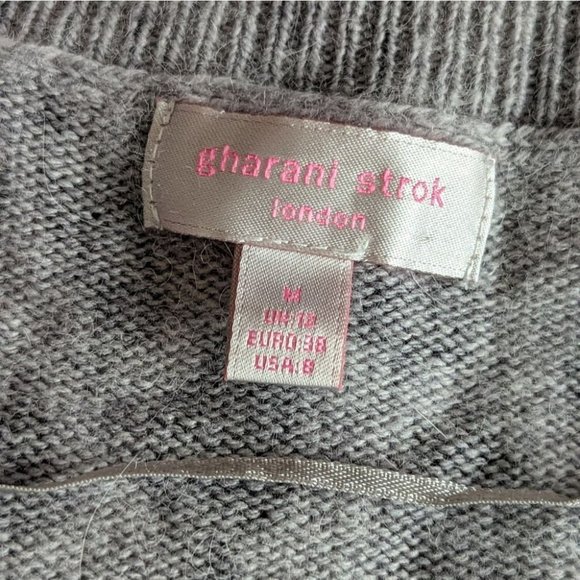 gharani strok
london
M
UK:12
EURO:38
USA:8